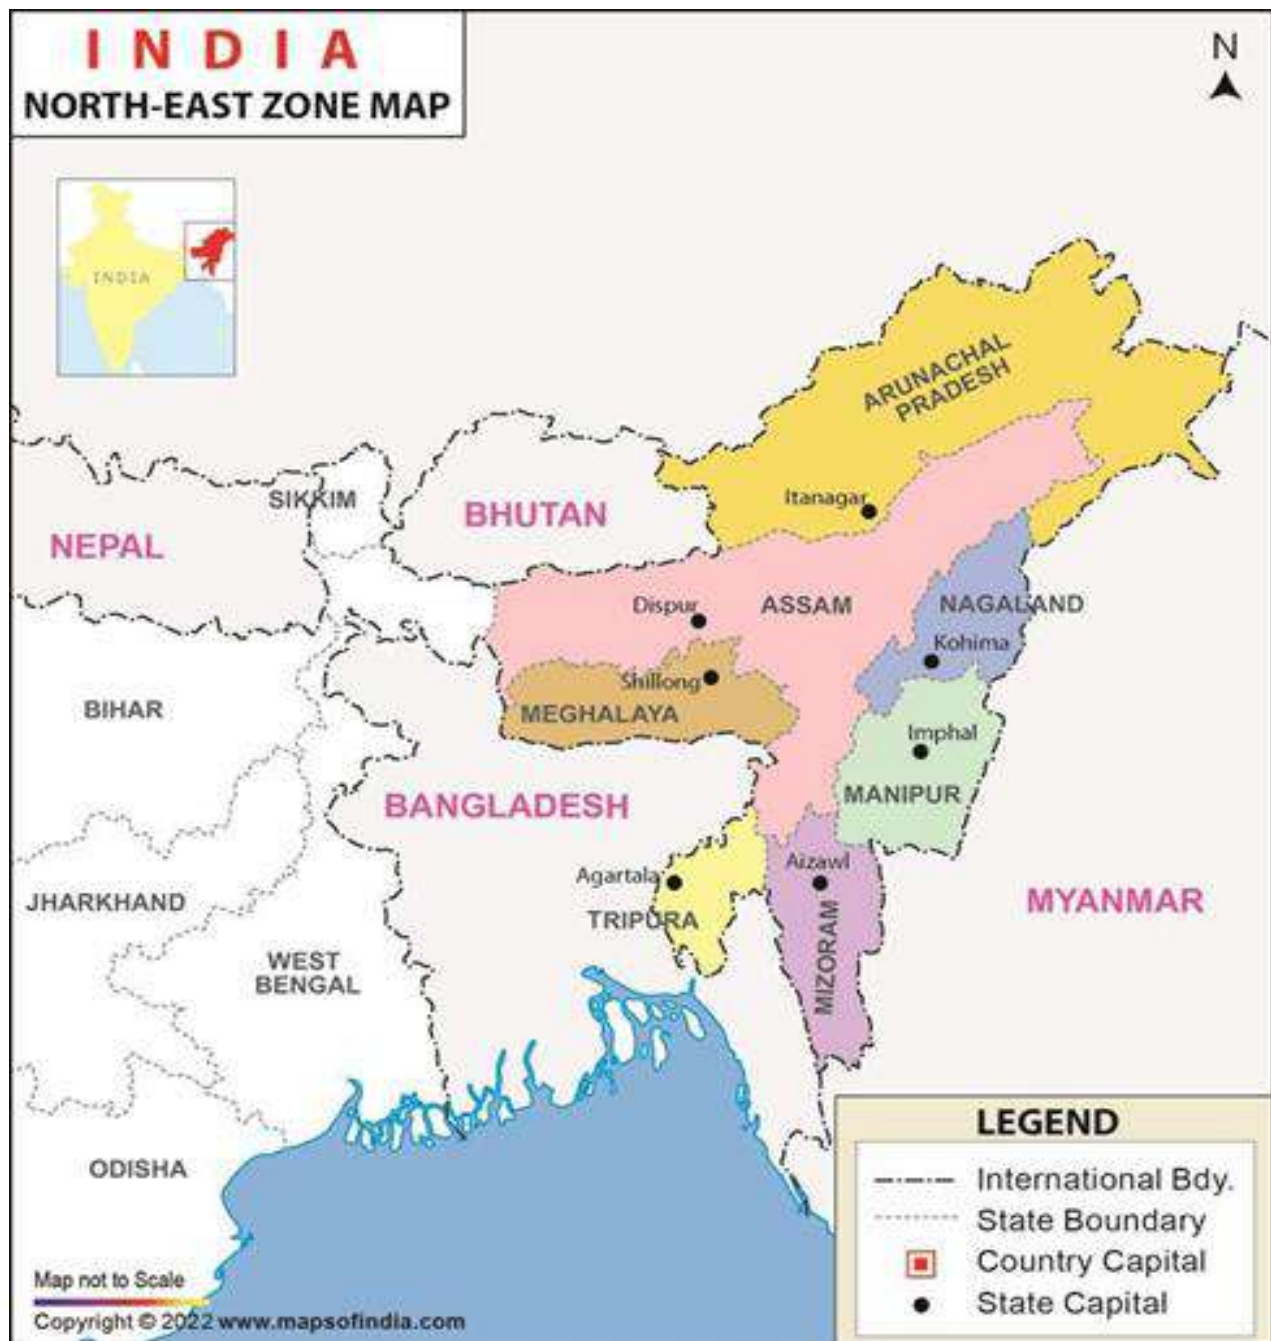 INDIA
NORTH-EAST ZONE MAP
N
INDIA
ARUNACHAL
PRADESH
SIKKIM
Itanagar
BHUTAN
NEPAL
Dispur
ASSAM
NAGALAND
Kohima
Shillong
MEGHALAYA
BIHAR
Imphal
MANIPUR
BANGLADESH
Aizawl
Agartala
JHARKHAND
MYANMAR
TRIPURA
MIZORAM
WEST
BENGAL
LEGEND
ODISHA
International Bdy.
State Boundary
Country Capital
State Capital
Map not to Scale
Copyright © 2022 www.mapsofindia.com